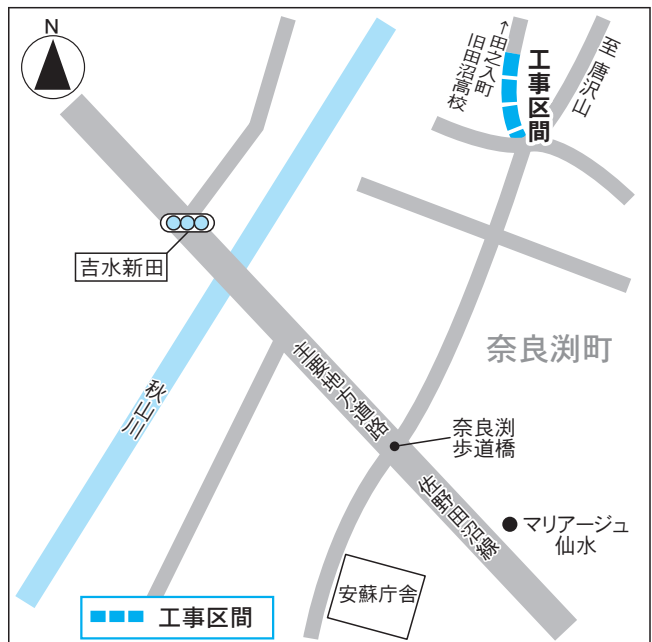 N
↑田之入町
旧田沼高校
工事区間
至 唐沢山
吉水新田
奈良渕町
主要地方道路
秋山川
奈良渕
歩道橋
佐野田沼線
マリアージュ
仙水
安蘇庁舎
工事区間